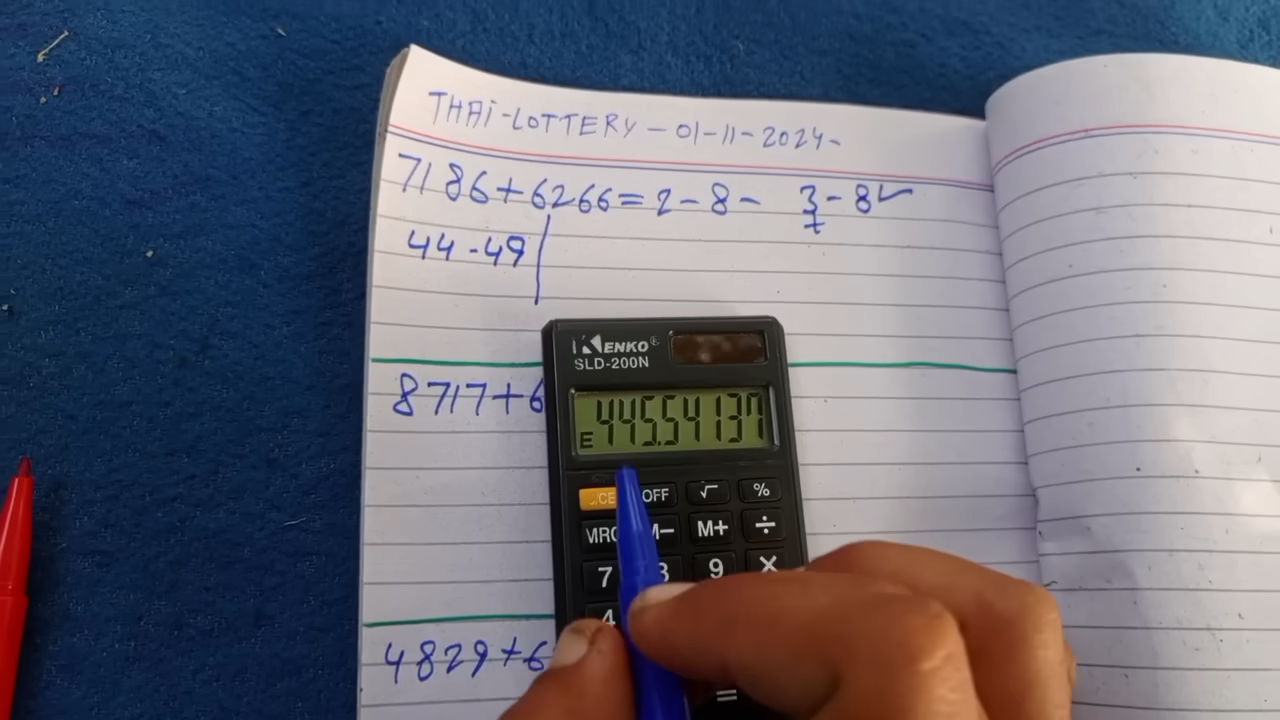 THAI-LOTTERY-01-11-2024-
7186+6266=2-8- 3-8✓
+
44-49
KENKO®
SLD-200N
8717+6
E 445.54137
OFF √ %
M- M+ ÷
7 9 ×
4
4829+6
=